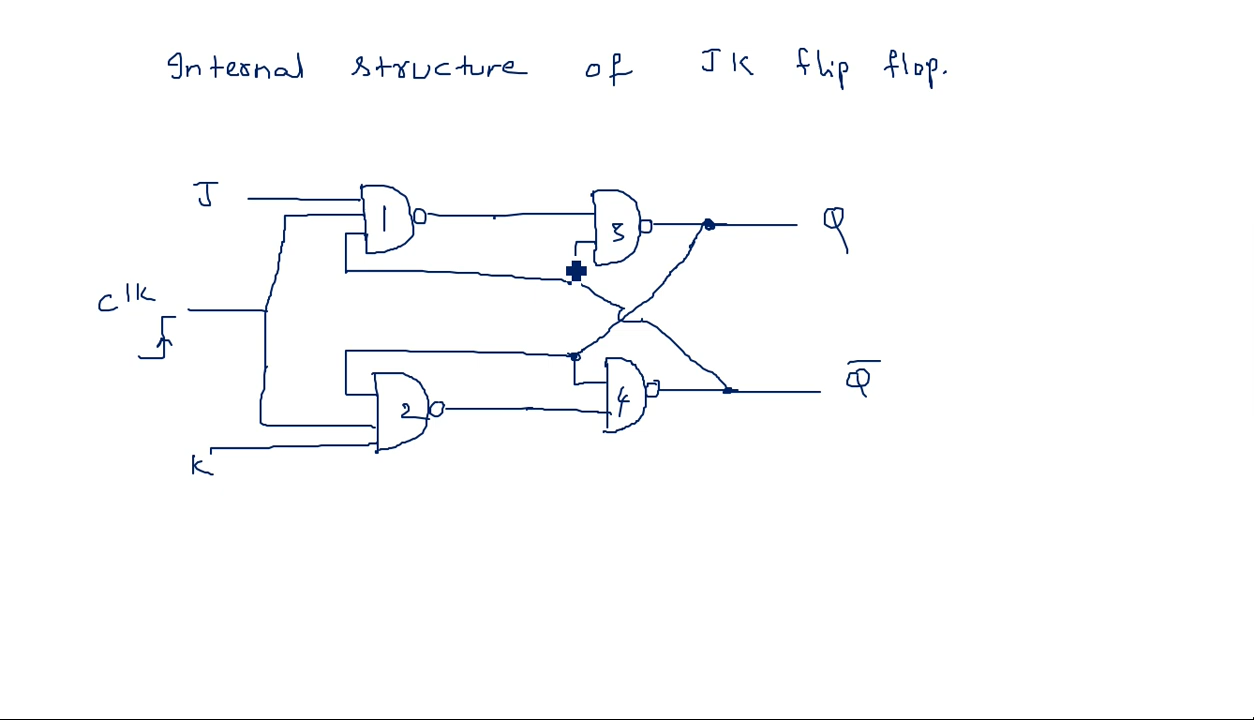 Internal structure of JK flip flop.
J
1
3
Q
Clk
Q̅
2
4
K